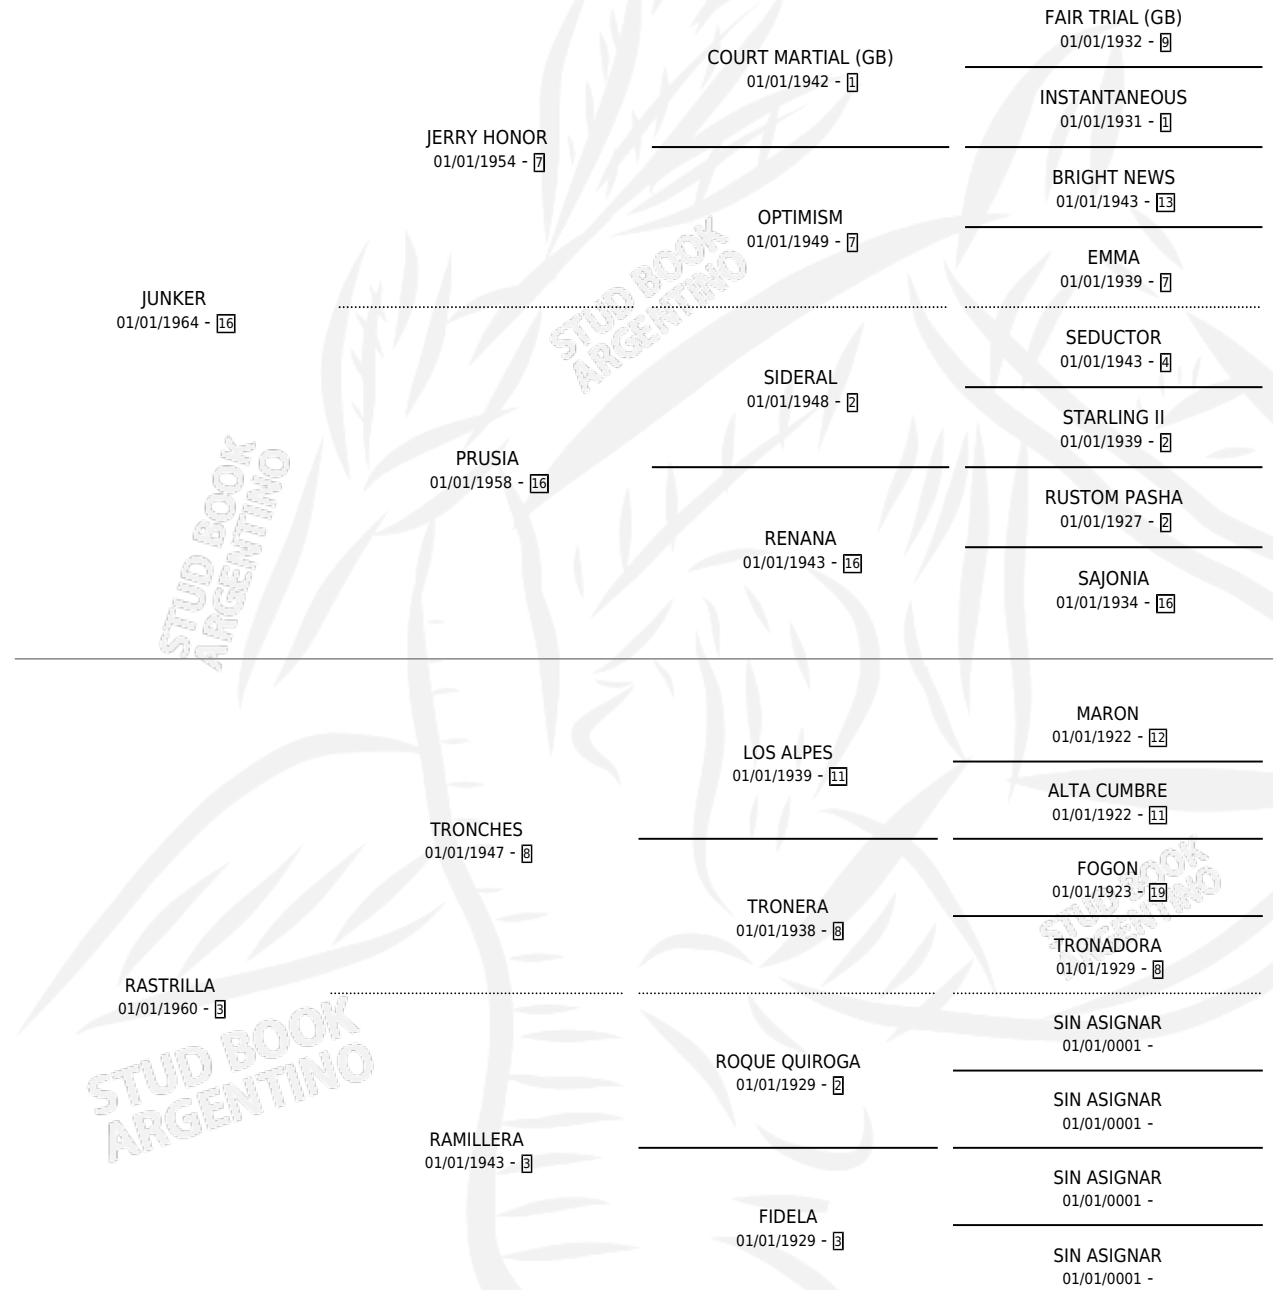 FAIR TRIAL (GB)
01/01/1932 - 9
COURT MARTIAL (GB)
01/01/1942 - 1
INSTANTANEOUS
01/01/1931 - 1
JERRY HONOR
01/01/1954 - 7
BRIGHT NEWS
01/01/1943 - 13
OPTIMISM
01/01/1949 - 7
EMMA
01/01/1939 - 7
JUNKER
01/01/1964 - 16
SEDUCTOR
01/01/1943 - 4
SIDERAL
01/01/1948 - 2
STARLING II
01/01/1939 - 2
PRUSIA
01/01/1958 - 16
RUSTOM PASHA
01/01/1927 - 2
RENANA
01/01/1943 - 16
SAJONIA
01/01/1934 - 16
STUD BOOK
ARGENTINO
STUD BOOK
ARGENTINO
MARON
01/01/1922 - 12
LOS ALPES
01/01/1939 - 11
ALTA CUMBRE
01/01/1922 - 11
TRONCHES
01/01/1947 - 8
FOGON
01/01/1923 - 19
TRONERA
01/01/1938 - 8
TRONADORA
01/01/1929 - 8
RASTRILLA
01/01/1960 - 3
SIN ASIGNAR
01/01/0001 -
ROQUE QUIROGA
01/01/1929 - 2
SIN ASIGNAR
01/01/0001 -
RAMILLERA
01/01/1943 - 3
SIN ASIGNAR
01/01/0001 -
FIDELA
01/01/1929 - 3
SIN ASIGNAR
01/01/0001 -
STUD BOOK
ARGENTINO
STUD BOOK
ARGENTINO